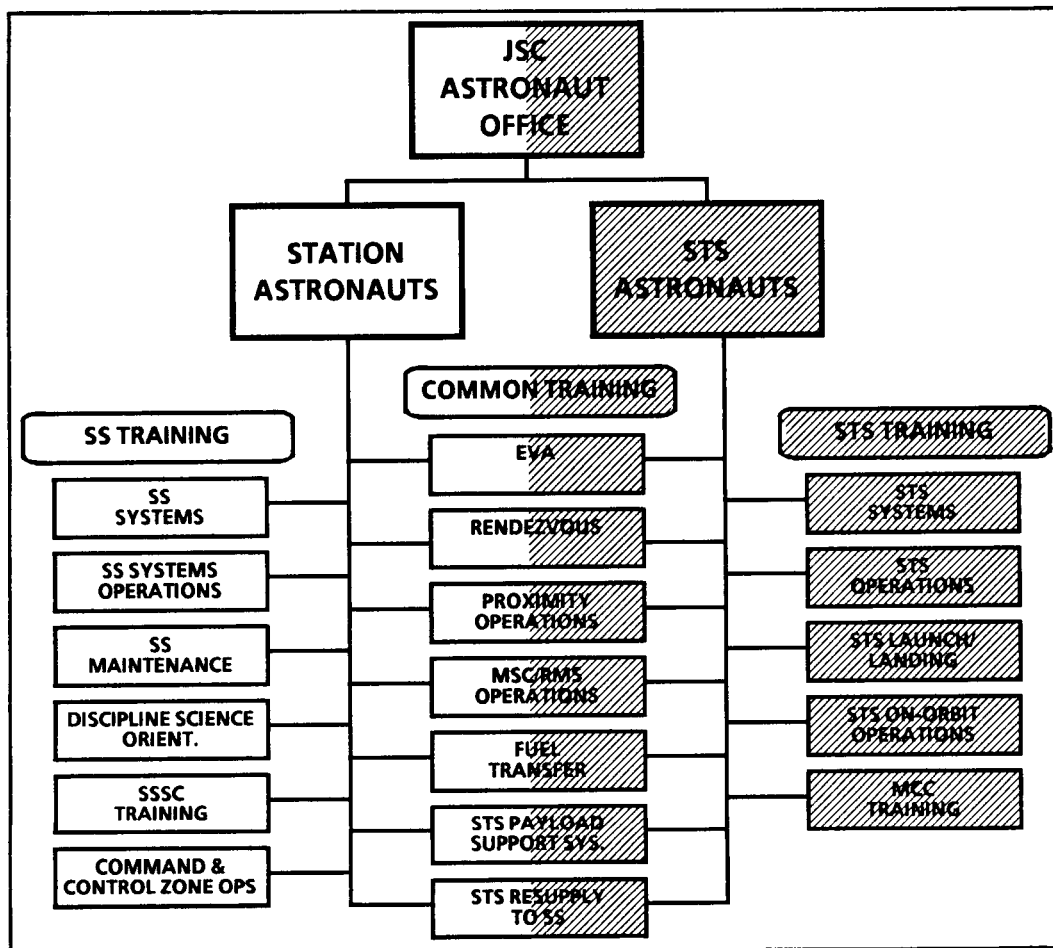 JSC
ASTRONAUT
OFFICE
STATION
ASTRONAUTS
STS
ASTRONAUTS
SS TRAINING
SS
SYSTEMS
SS SYSTEMS
OPERATIONS
SS
MAINTENANCE
DISCIPLINE SCIENCE
ORIENT.
SSSC
TRAINING
COMMAND &
CONTROL ZONE OPS
COMMON TRAINING
EVA
RENDEZVOUS
PROXIMITY
OPERATIONS
MSC/RMS
OPERATIONS
FUEL
TRANSFER
STS PAYLOAD
SUPPORT SYS.
STS RESUPPLY
TO SS
STS TRAINING
STS
SYSTEMS
STS
OPERATIONS
STS LAUNCH/
LANDING
STS ON-ORBIT
OPERATIONS
MCC
TRAINING